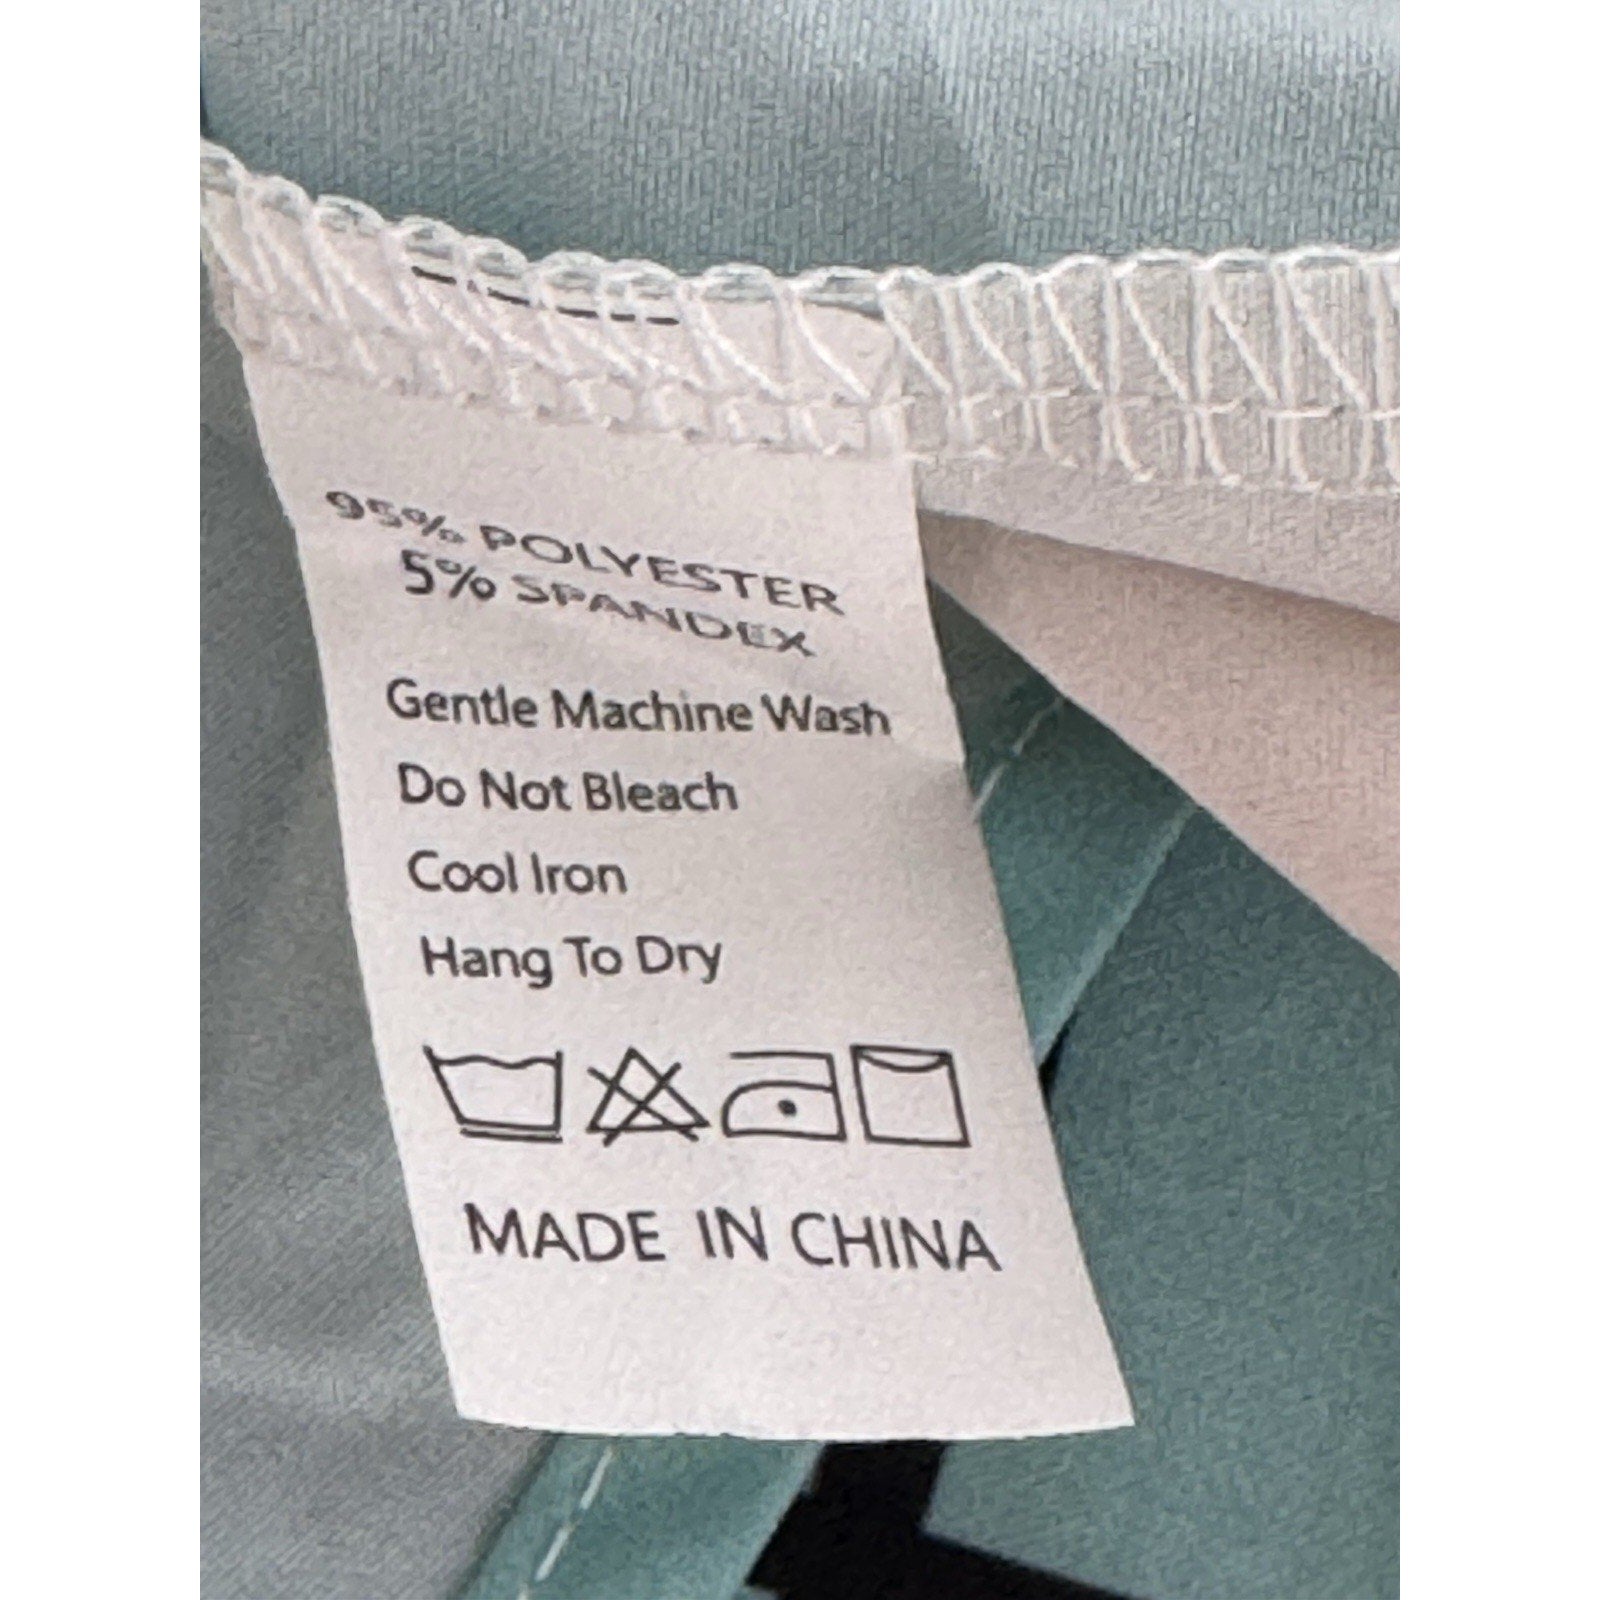 95% POLYESTER
5% SPANDEX
Gentle Machine Wash
Do Not Bleach
Cool Iron
Hang To Dry
MADE IN CHINA